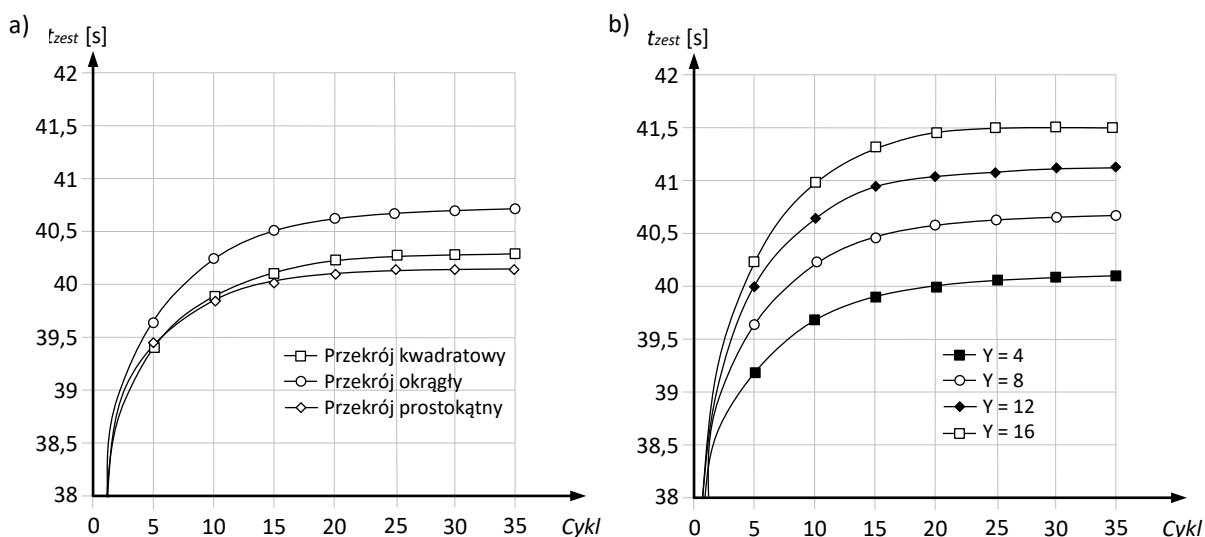 a)
tzest [s]
42
41,5
41
40,5
40
39,5
39
38,5
38
0 5 10 15 20 25 30 35 Cykl
Przekrój kwadratowy
Przekrój okrągły
Przekrój prostokątny
b)
tzest [s]
42
41,5
41
40,5
40
39,5
39
38,5
38
0 5 10 15 20 25 30 35 Cykl
Y = 4
Y = 8
Y = 12
Y = 16